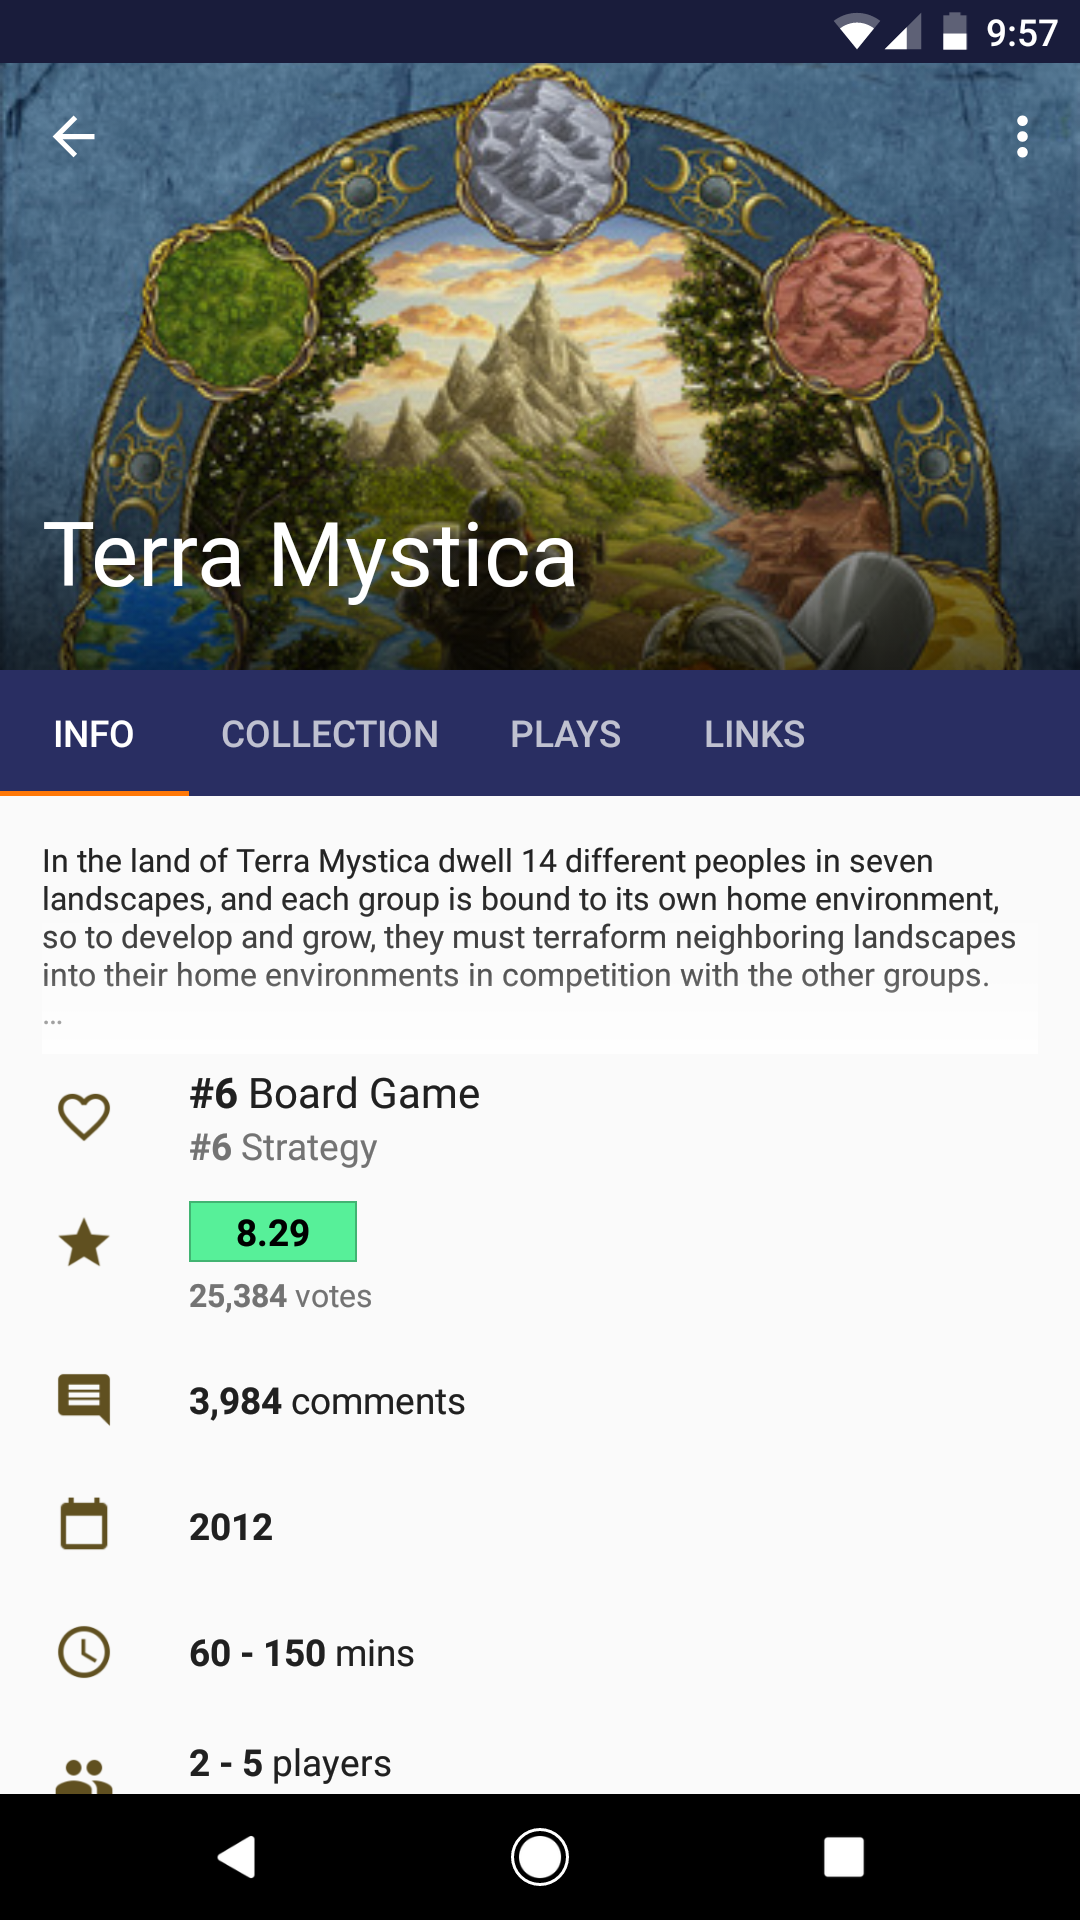 9:57
Terra Mystica
INFO COLLECTION PLAYS LINKS
In the land of Terra Mystica dwell 14 different peoples in seven
landscapes, and each group is bound to its own home environment,
so to develop and grow, they must terraform neighboring landscapes
into their home environments in competition with the other groups.
...
#6 Board Game
#6 Strategy
8.29
25,384 votes
3,984 comments
2012
60 - 150 mins
2 - 5 players